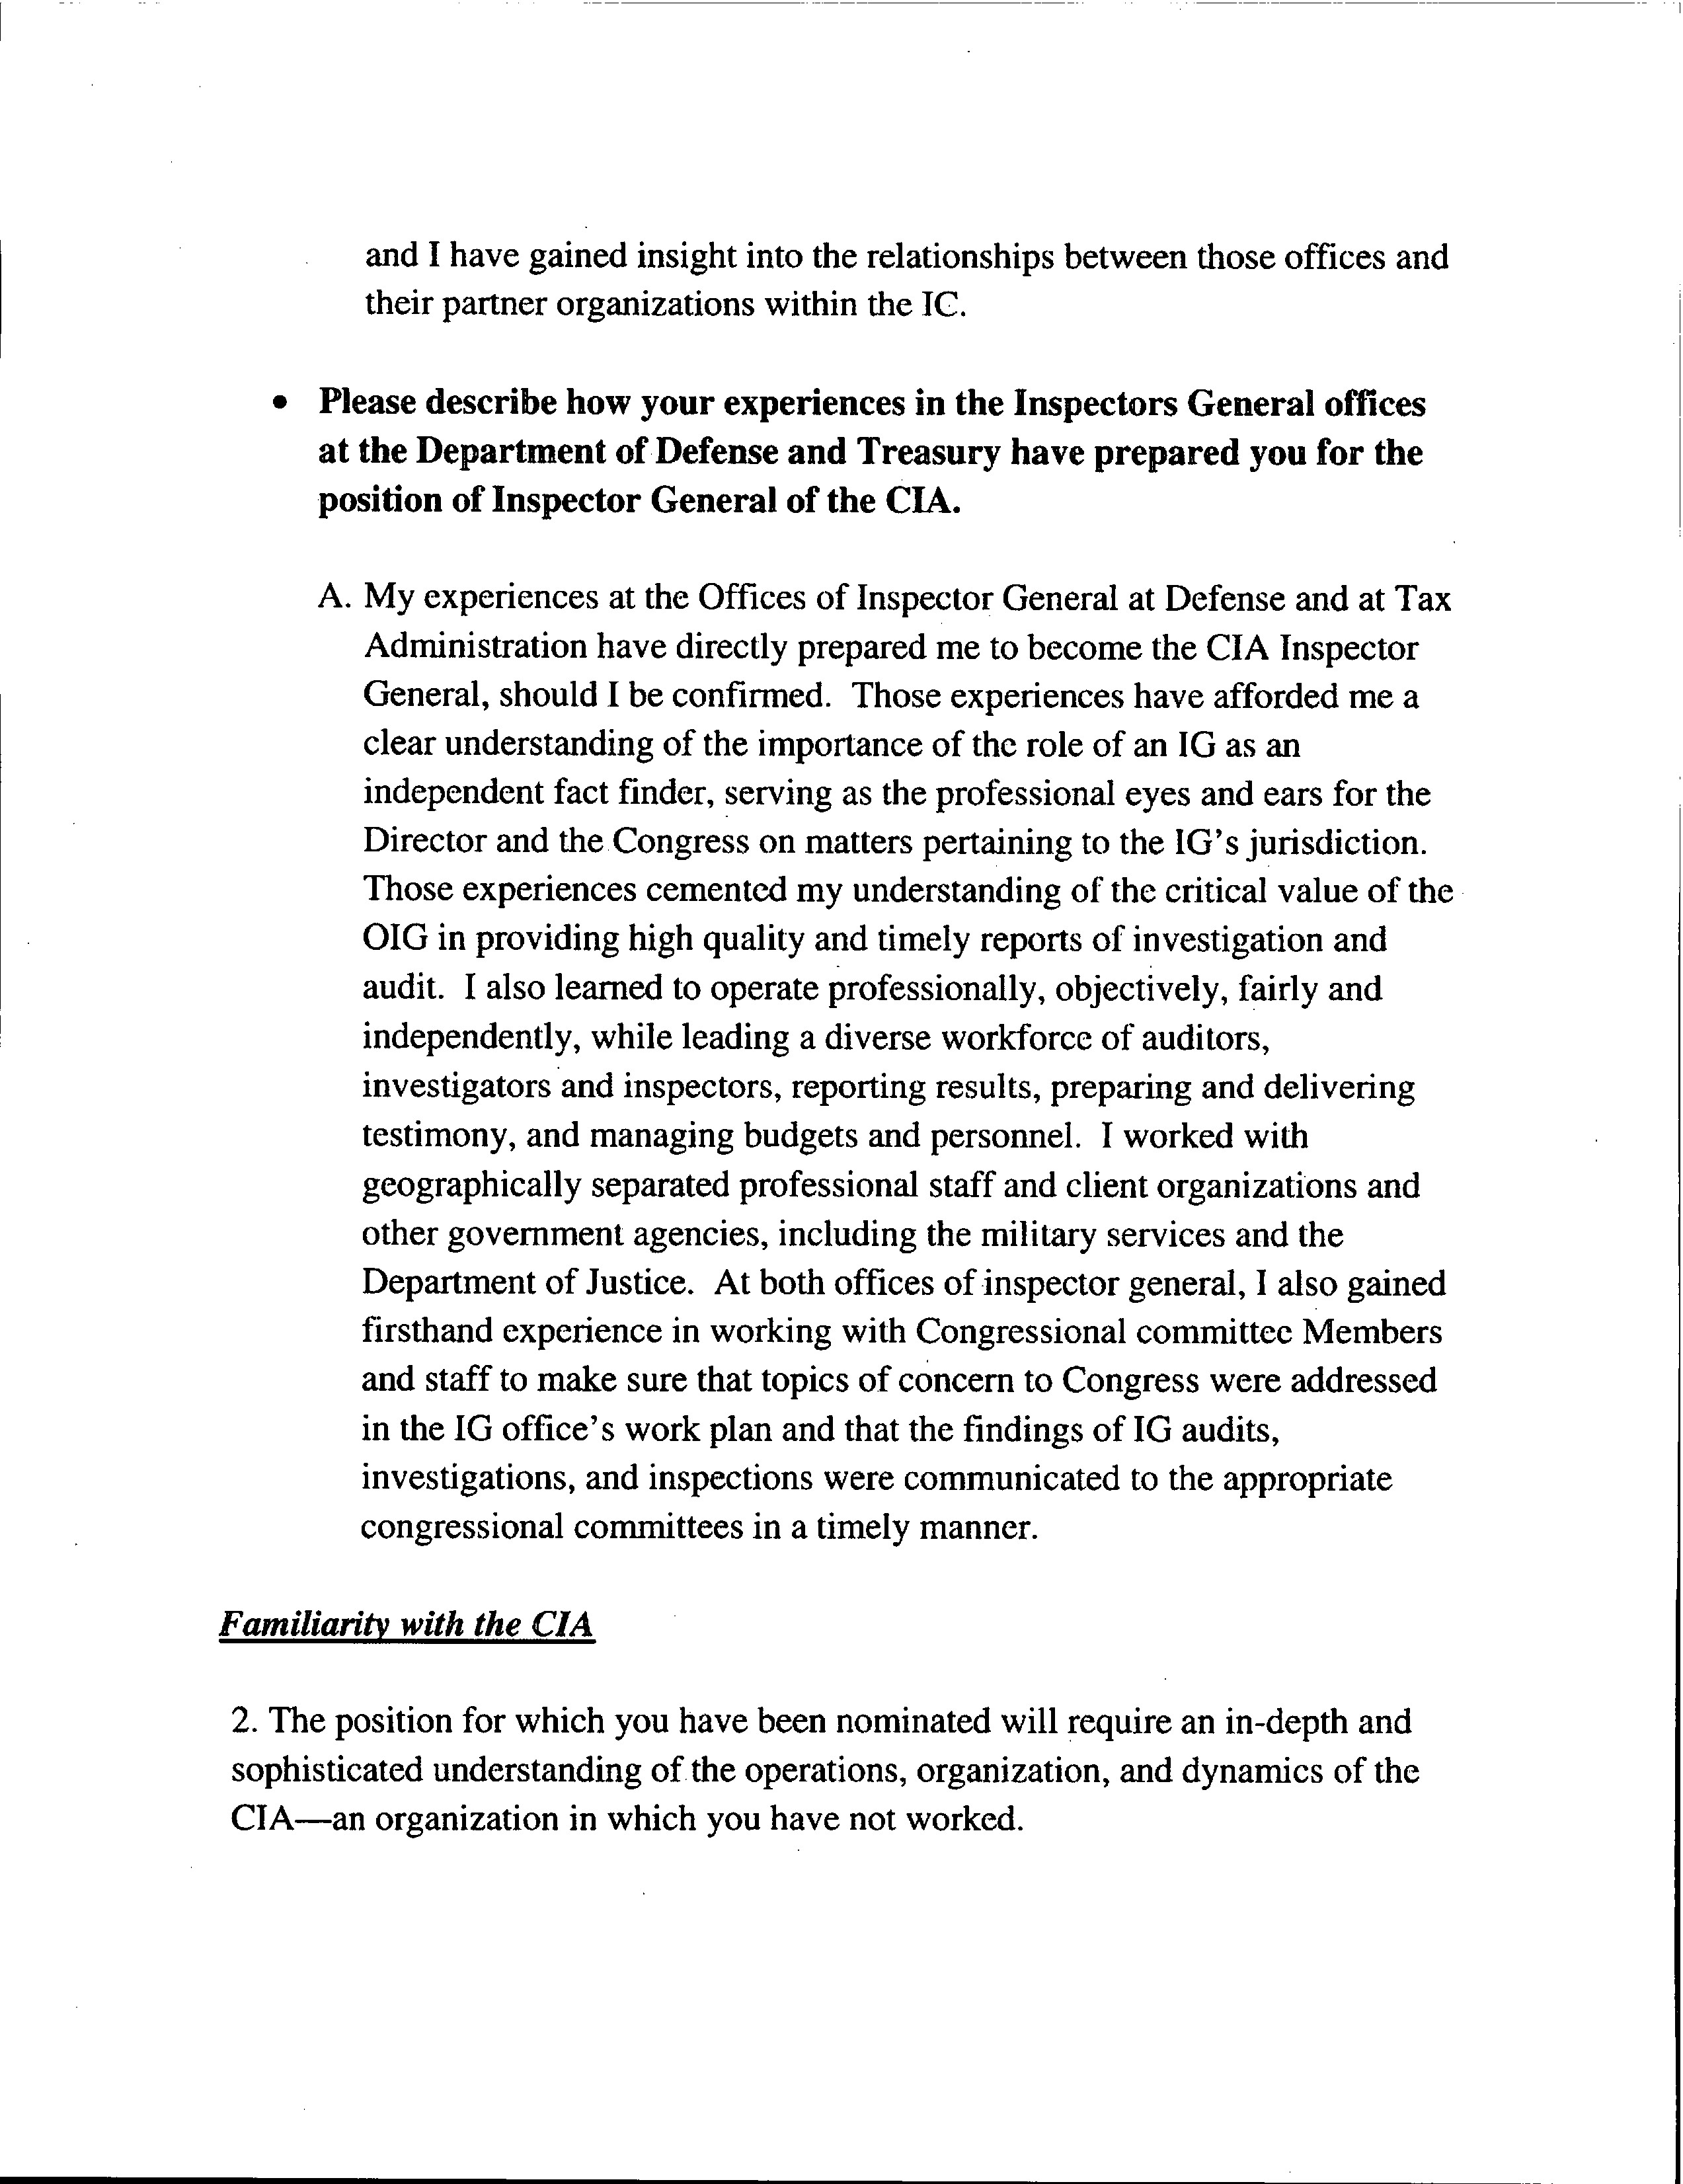 and I have gained insight into the relationships between those offices and
their partner organizations within the IC.
• Please describe how your experiences in the Inspectors General offices
at the Department of Defense and Treasury have prepared you for the
position of Inspector General of the CIA.
A. My experiences at the Offices of Inspector General at Defense and at Tax
Administration have directly prepared me to become the CIA Inspector
General, should I be confirmed. Those experiences have afforded me a
clear understanding of the importance of the role of an IG as an
independent fact finder, serving as the professional eyes and ears for the
Director and the Congress on matters pertaining to the IG's jurisdiction.
Those experiences cemented my understanding of the critical value of the
OIG in providing high quality and timely reports of investigation and
audit. I also learned to operate professionally, objectively, fairly and
independently, while leading a diverse workforce of auditors,
investigators and inspectors, reporting results, preparing and delivering
testimony, and managing budgets and personnel. I worked with
geographically separated professional staff and client organizations and
other government agencies, including the military services and the
Department of Justice. At both offices of inspector general, I also gained
firsthand experience in working with Congressional committee Members
and staff to make sure that topics of concern to Congress were addressed
in the IG office's work plan and that the findings of IG audits,
investigations, and inspections were communicated to the appropriate
congressional committees in a timely manner.
Familiarity with the CIA
2. The position for which you have been nominated will require an in-depth and
sophisticated understanding of the operations, organization, and dynamics of the
CIA—an organization in which you have not worked.